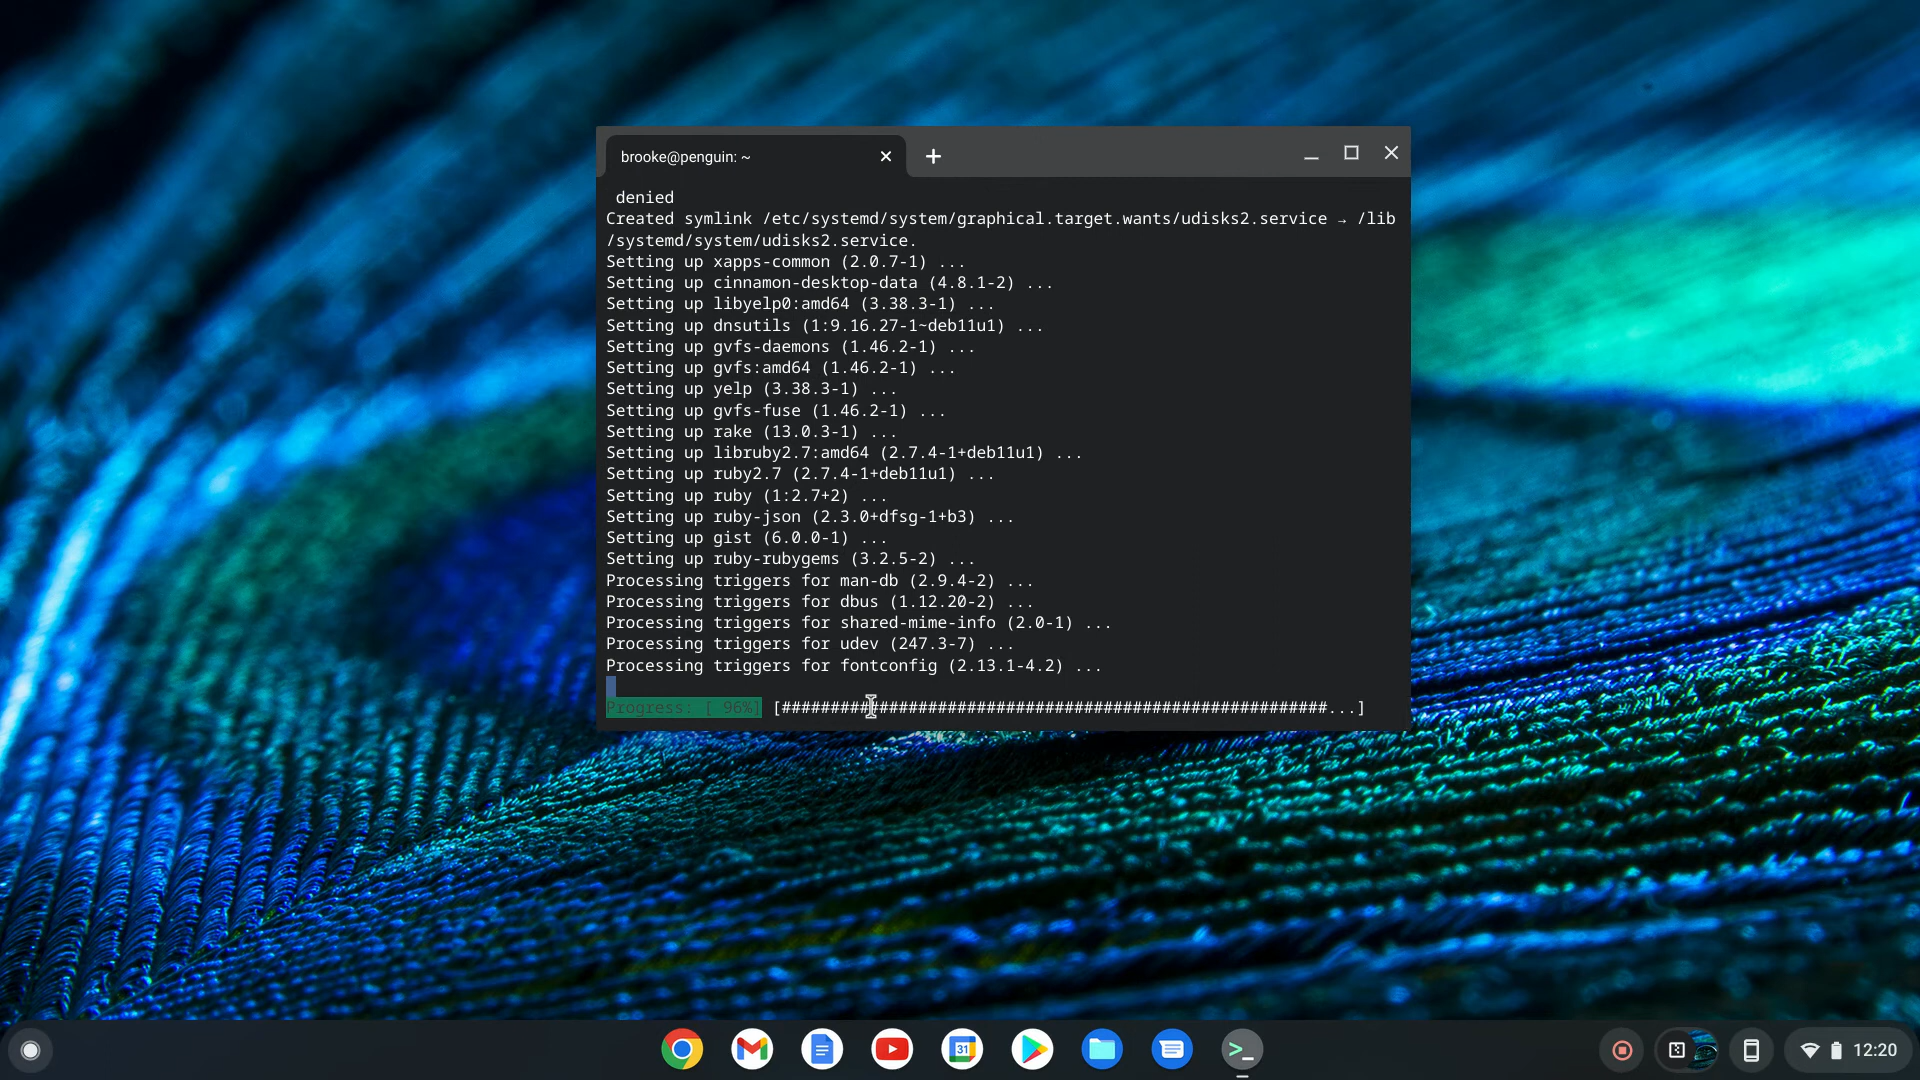 brooke@penguin: ~
denied
Created symlink /etc/systemd/system/graphical.target.wants/udisks2.service → /lib
/systemd/system/udisks2.service.
Setting up xapps-common (2.0.7-1) ...
Setting up cinnamon-desktop-data (4.8.1-2) ...
Setting up libyelp0:amd64 (3.38.3-1) ...
Setting up dnsutils (1:9.16.27-1~deb11u1) ...
Setting up gvfs-daemons (1.46.2-1) ...
Setting up gvfs:amd64 (1.46.2-1) ...
Setting up yelp (3.38.3-1) ...
Setting up gvfs-fuse (1.46.2-1) ...
Setting up rake (13.0.3-1) ...
Setting up libruby2.7:amd64 (2.7.4-1+deb11u1) ...
Setting up ruby2.7 (2.7.4-1+deb11u1) ...
Setting up ruby (1:2.7+2) ...
Setting up ruby-json (2.3.0+dfsg-1+b3) ...
Setting up gist (6.0.0-1) ...
Setting up ruby-rubygems (3.2.5-2) ...
Processing triggers for man-db (2.9.4-2) ...
Processing triggers for dbus (1.12.20-2) ...
Processing triggers for shared-mime-info (2.0-1) ...
Processing triggers for udev (247.3-7) ...
Processing triggers for fontconfig (2.13.1-4.2) ...
Progress: [ 96%] [########################################################...]
31
>_
12:20